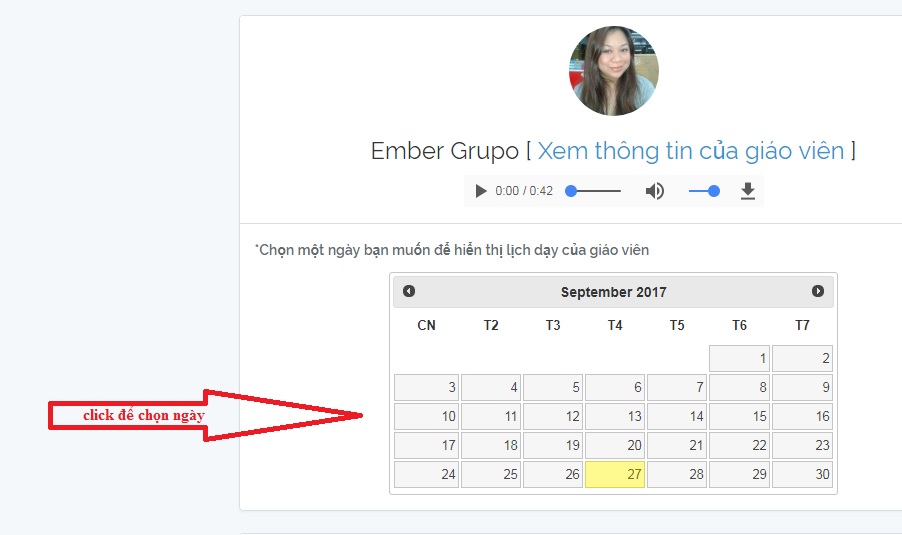 Ember Grupo [ Xem thông tin của giáo viên ]
0:00 / 0:42
*Chọn một ngày bạn muốn để hiển thị lịch dạy của giáo viên
September 2017
CN T2 T3 T4 T5 T6 T7
1 2
3 4 5 6 7 8 9
click để chọn ngày
10 11 12 13 14 15 16
17 18 19 20 21 22 23
24 25 26 27 28 29 30